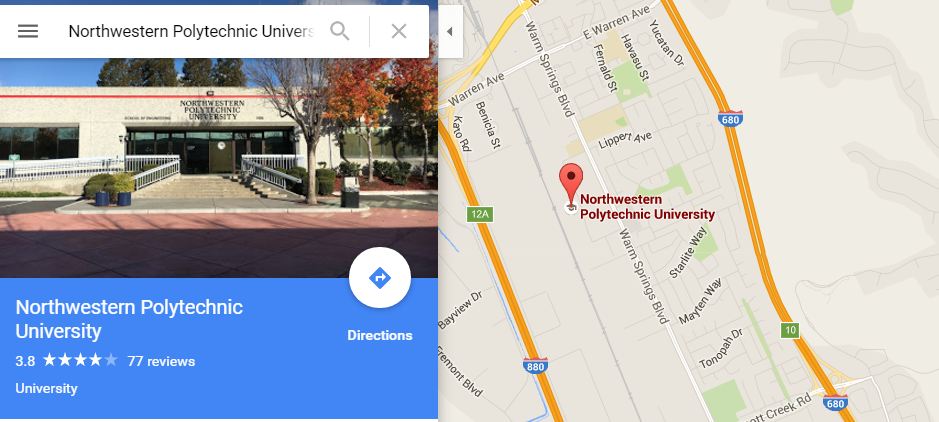 Northwestern Polytechnic Univers
NORTHWESTERN
POLYTECHNIC
UNIVERSITY
SCHOOL OF ENGINEERING
Northwestern Polytechnic
University
3.8
77 reviews
University
Directions
E Warren Ave
Warren Ave
Warm Springs Blvd
Fernald St
Havasu St
Yucatan Dr
Kato Rd
Benicia St
Lippert Ave
680
Northwestern
Polytechnic University
12A
Warm Springs Blvd
Starlite Way
Mayten Way
Bayview Dr
Tonopah Dr
10
Fremont Blvd
880
ott Creek Rd
680